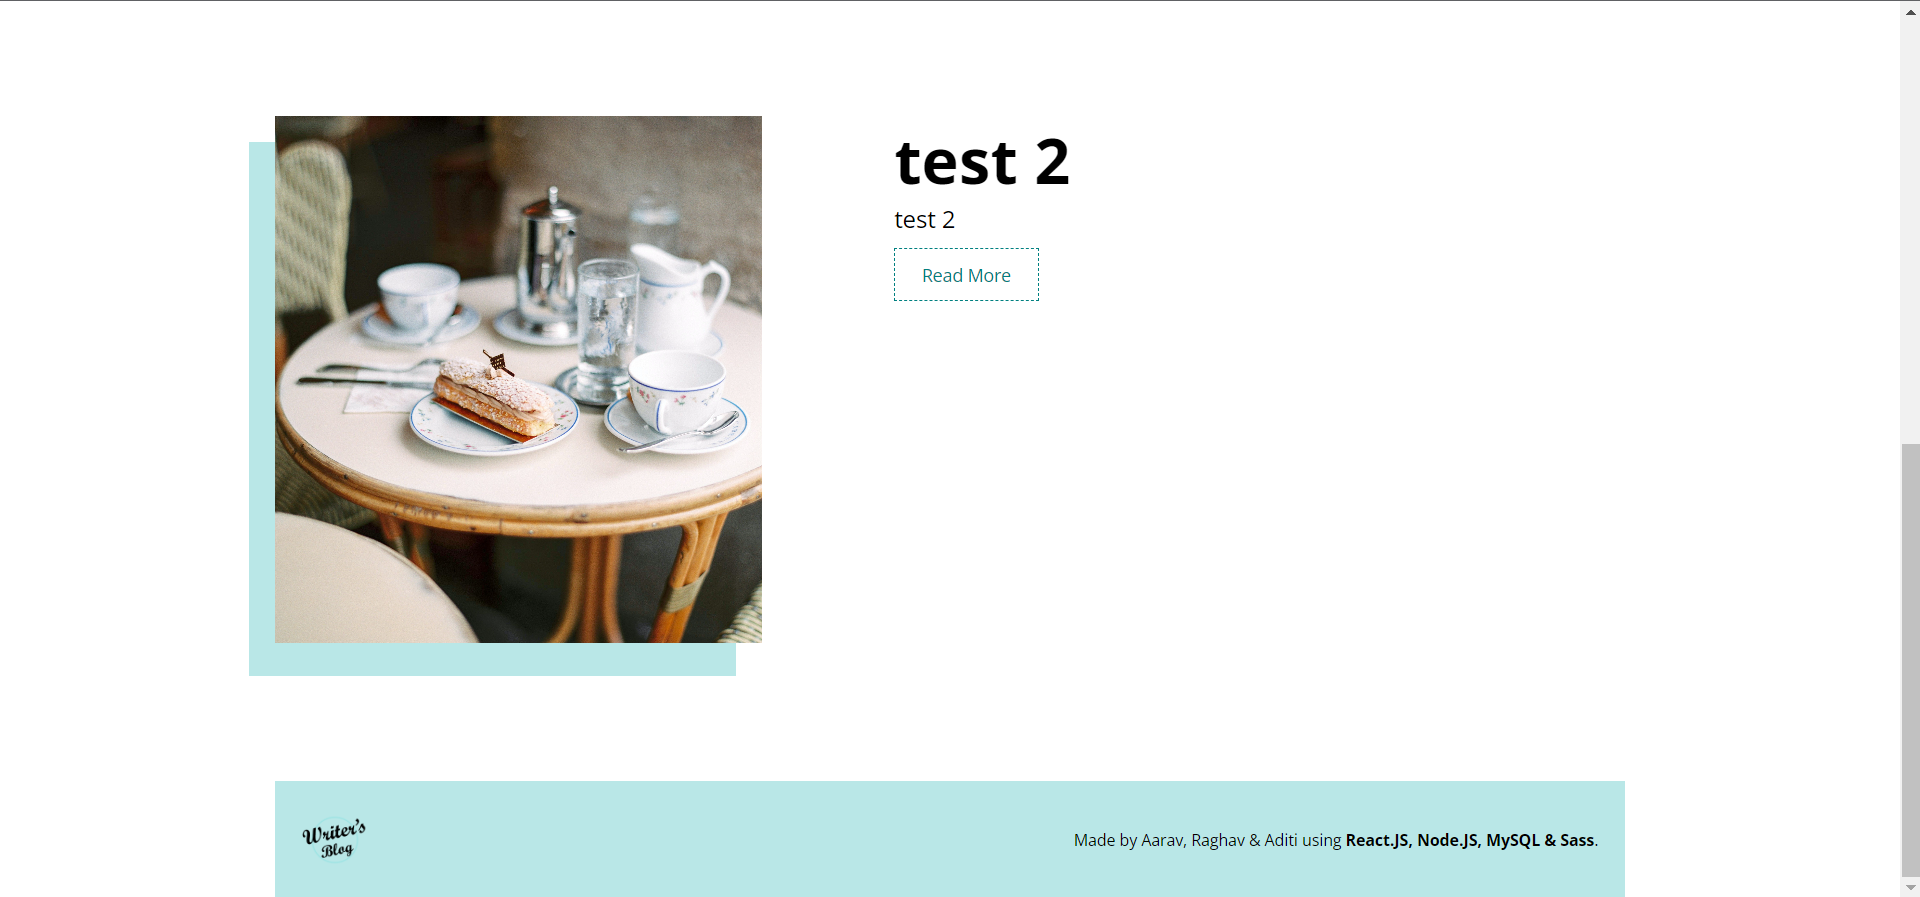 test 2
test 2
Read More
Writer's
Blog
Made by Aarav, Raghav & Aditi using React.JS, Node.JS, MySQL & Sass.